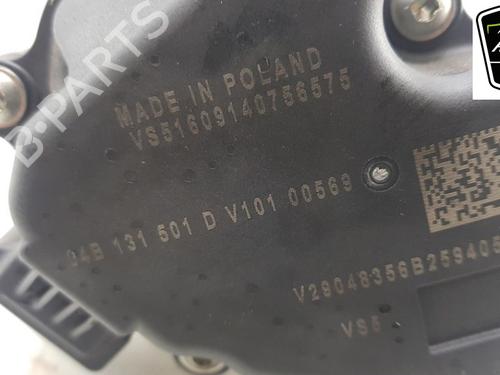 MADE IN POLAND
VS51609140756575
04B 131 501 D V101 00569
V29048356B259405
VS5
B-PARTS